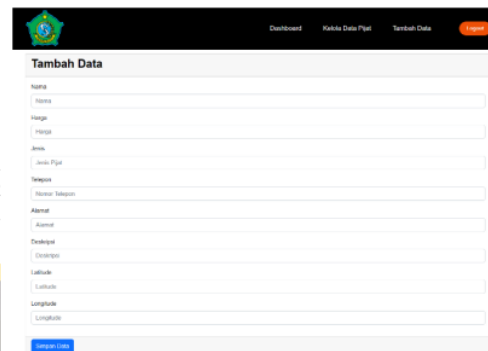 Dashboard Kelola Data Pijat Tambah Data Logout
Tambah Data
Nama
Nama
Harga
Harga
Jenis
Jenis Pijat
Telepon
Nomor Telepon
Alamat
Alamat
Deskripsi
Deskripsi
Latitude
Latitude
Longitude
Longitude
Simpan Data